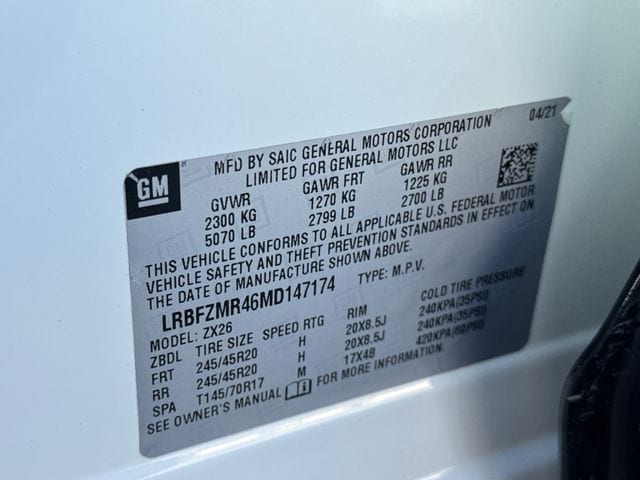 04/21
MFD BY SAIC GENERAL MOTORS CORPORATION
LIMITED FOR GENERAL MOTORS LLC
GM
GVWR GAWR FRT GAWR RR
2300 KG 1270 KG 1225 KG
5070 LB 2799 LB 2700 LB
THIS VEHICLE CONFORMS TO ALL APPLICABLE U.S. FEDERAL MOTOR
VEHICLE SAFETY AND THEFT PREVENTION STANDARDS IN EFFECT ON
THE DATE OF MANUFACTURE SHOWN ABOVE.
LRBFZMR46MD147174 TYPE: M.P.V.
MODEL: ZX26
ZBDL TIRE SIZE SPEED RTG RIM COLD TIRE PRESSURE
FRT 245/45R20 H 20X8.5J 240KPA(35PSI)
RR 245/45R20 H 20X8.5J 240KPA(35PSI)
SPA T145/70R17 M 17X4B 420KPA(60PSI)
SEE OWNER'S MANUAL FOR MORE INFORMATION.